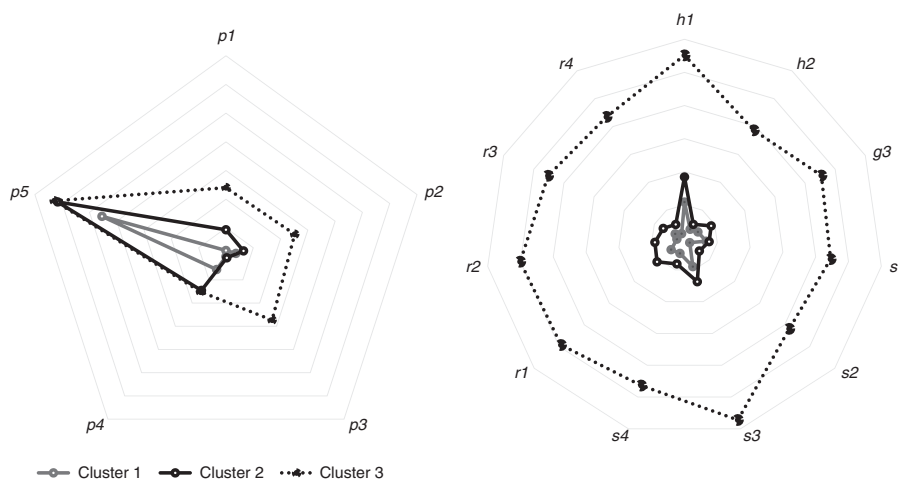 h1
p1
r4
h2
r3
g3
p5
p2
r2
s
r1
s2
p4
p3
s4
s3
Cluster 1 Cluster 2 Cluster 3